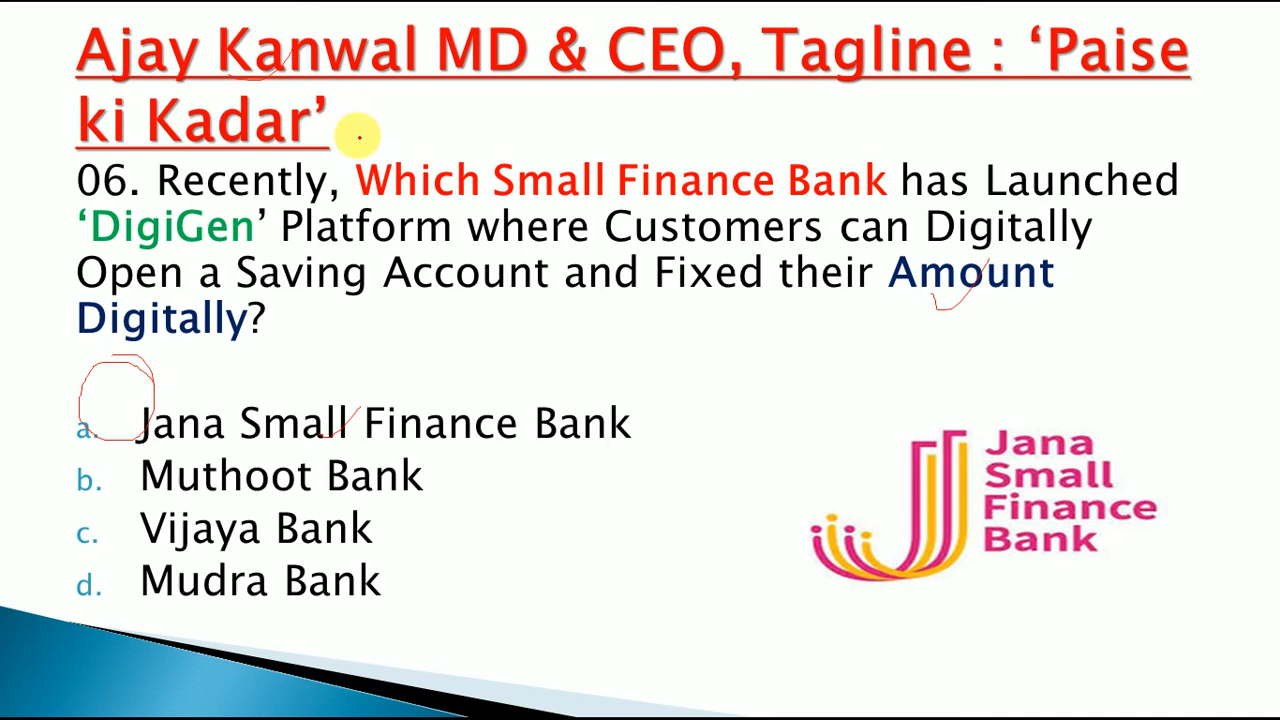 Ajay Kanwal MD & CEO, Tagline : ‘Paise
ki Kadar’
06. Recently, Which Small Finance Bank has Launched
‘DigiGen’ Platform where Customers can Digitally
Open a Saving Account and Fixed their Amount
Digitally?
a. Jana Small Finance Bank
b. Muthoot Bank
c. Vijaya Bank
d. Mudra Bank
Jana
Small
Finance
Bank